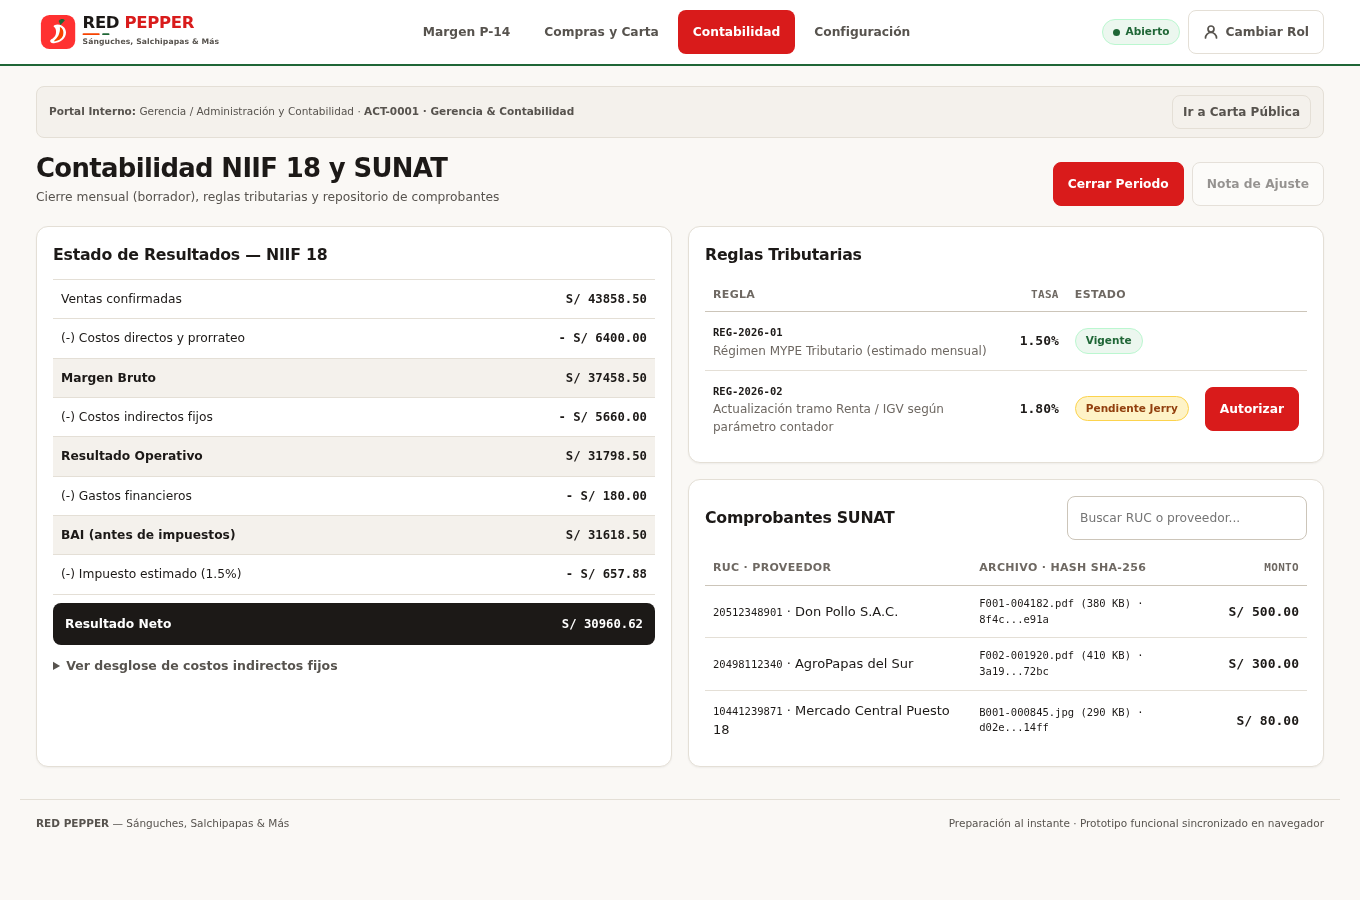 RED PEPPER
Sánguches, Salchipapas & Más
Margen P-14
Compras y Carta
Contabilidad
Configuración
Abierto
Cambiar Rol
Portal Interno: Gerencia / Administración y Contabilidad · ACT-0001 · Gerencia & Contabilidad
Ir a Carta Pública
Contabilidad NIIF 18 y SUNAT
Cierre mensual (borrador), reglas tributarias y repositorio de comprobantes
Cerrar Periodo
Nota de Ajuste
Estado de Resultados — NIIF 18
Ventas confirmadas S/ 43858.50
(-) Costos directos y prorrateo - S/ 6400.00
Margen Bruto S/ 37458.50
(-) Costos indirectos fijos - S/ 5660.00
Resultado Operativo S/ 31798.50
(-) Gastos financieros - S/ 180.00
BAI (antes de impuestos) S/ 31618.50
(-) Impuesto estimado (1.5%) - S/ 657.88
Resultado Neto S/ 30960.62
▶ Ver desglose de costos indirectos fijos
Reglas Tributarias
REGLA TASA ESTADO
REG-2026-01
Régimen MYPE Tributario (estimado mensual)
1.50%
Vigente
REG-2026-02
Actualización tramo Renta / IGV según
parámetro contador
1.80%
Pendiente Jerry
Autorizar
Comprobantes SUNAT
Buscar RUC o proveedor...
RUC · PROVEEDOR ARCHIVO · HASH SHA-256 MONTO
20512348901 · Don Pollo S.A.C.
F001-004182.pdf (380 KB) ·
8f4c...e91a
S/ 500.00
20498112340 · AgroPapas del Sur
F002-001920.pdf (410 KB) ·
3a19...72bc
S/ 300.00
10441239871 · Mercado Central Puesto
18
B001-000845.jpg (290 KB) ·
d02e...14ff
S/ 80.00
RED PEPPER — Sánguches, Salchipapas & Más
Preparación al instante · Prototipo funcional sincronizado en navegador